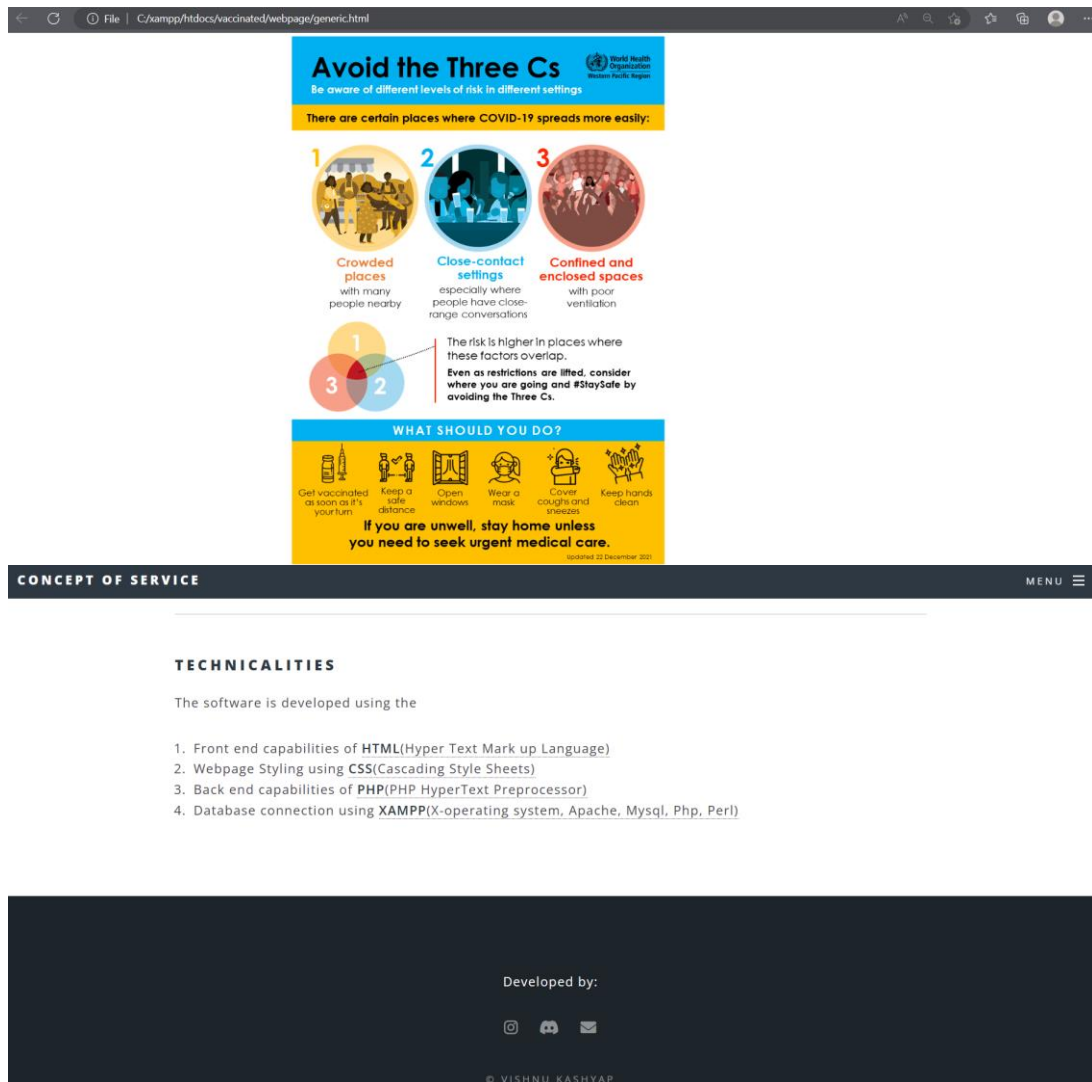 File | C:/xampp/htdocs/vaccinated/webpage/generic.html
Avoid the Three Cs
World Health
Organization
Western Pacific Region
Be aware of different levels of risk in different settings
There are certain places where COVID-19 spreads more easily:
1
2
3
Crowded
places
with many
people nearby
Close-contact
settings
especially where
people have close-
range conversations
Confined and
enclosed spaces
with poor
ventilation
1
3
2
The risk is higher in places where
these factors overlap.
Even as restrictions are lifted, consider
where you are going and #StaySafe by
avoiding the Three Cs.
WHAT SHOULD YOU DO?
Get vaccinated
as soon as it's
your turn
Keep a
safe
distance
Open
windows
Wear a
mask
Cover
coughs and
sneezes
Keep hands
clean
If you are unwell, stay home unless
you need to seek urgent medical care.
Updated 22 December 2021
CONCEPT OF SERVICE
MENU
TECHNICALITIES
The software is developed using the
1. Front end capabilities of HTML(Hyper Text Mark up Language)
2. Webpage Styling using CSS(Cascading Style Sheets)
3. Back end capabilities of PHP(PHP HyperText Preprocessor)
4. Database connection using XAMPP(X-operating system, Apache, Mysql, Php, Perl)
Developed by:
© VISHNU KASHYAP